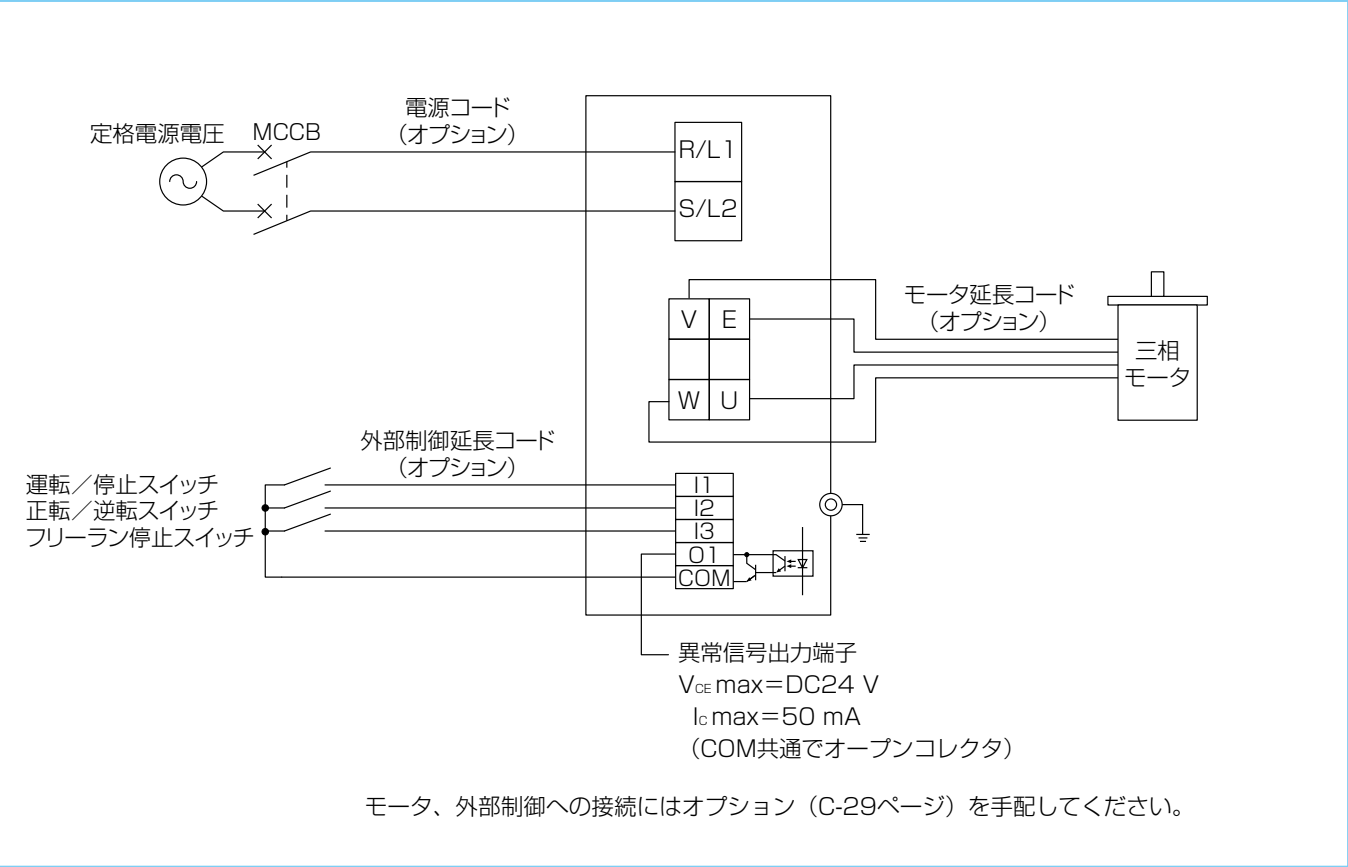 定格電源電圧
MCCB
電源コード
（オプション）
R/L1
S/L2
V
E
W
U
モータ延長コード
（オプション）
三相
モータ
外部制御延長コード
（オプション）
運転／停止スイッチ
正転／逆転スイッチ
フリーラン停止スイッチ
I1
I2
I3
O1
COM
異常信号出力端子
VCE max＝DC24 V
Ic max＝50 mA
（COM共通でオープンコレクタ）
モータ、外部制御への接続にはオプション（C-29ページ）を手配してください。